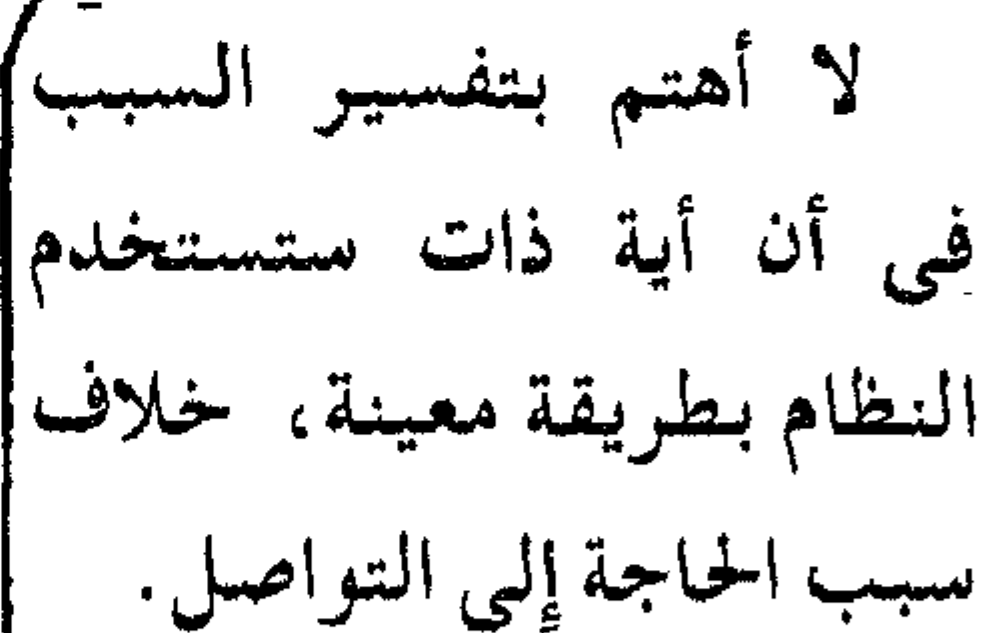 لا أهتم بتفسير السبب
فى أن أية ذات ستستخدم
النظام بطريقة معينة، خلاف
سبب الحاجة إلى التواصل.